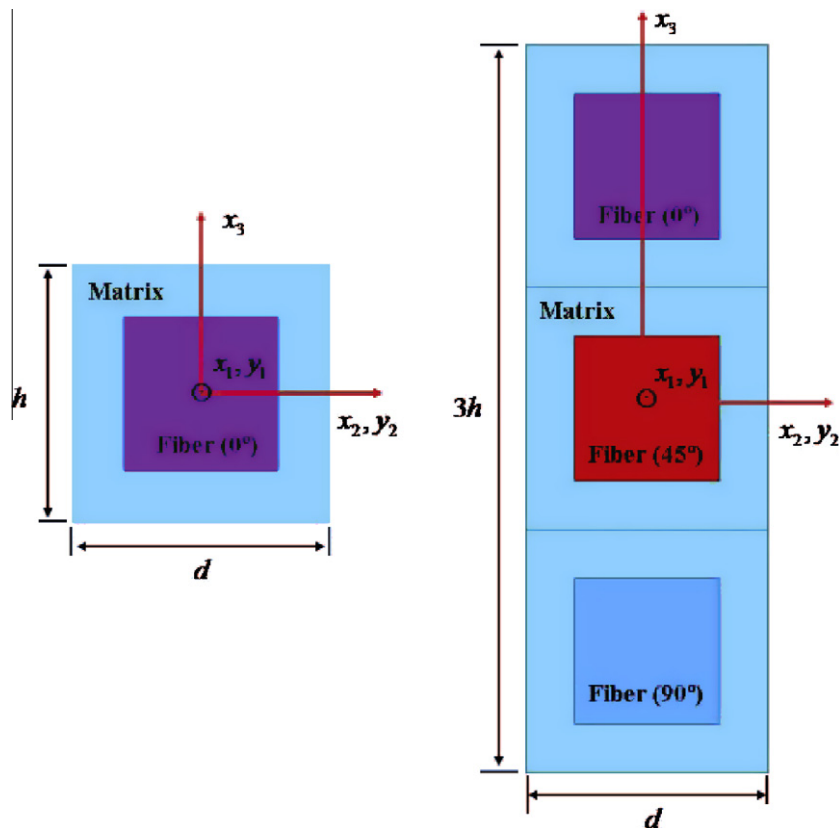 x₃
Matrix
h
x₁, y₁
x₂, y₂
Fiber (0°)
d
x₃
Fiber (0°)
Matrix
3h
x₁, y₁
x₂, y₂
Fiber (45°)
Fiber (90°)
d